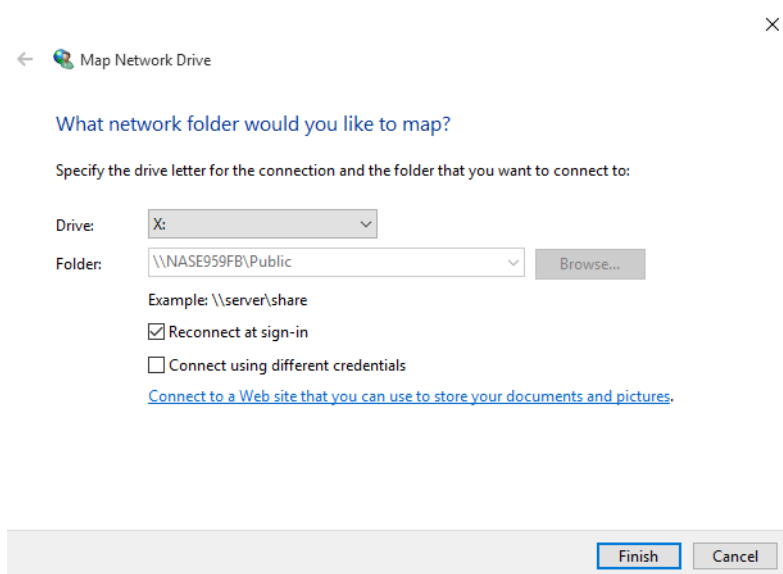 Map Network Drive
What network folder would you like to map?
Specify the drive letter for the connection and the folder that you want to connect to:
Drive: X:
Folder: \\NASE959FB\Public Browse...
Example: \\server\share
Reconnect at sign-in
Connect using different credentials
Connect to a Web site that you can use to store your documents and pictures.
Finish Cancel